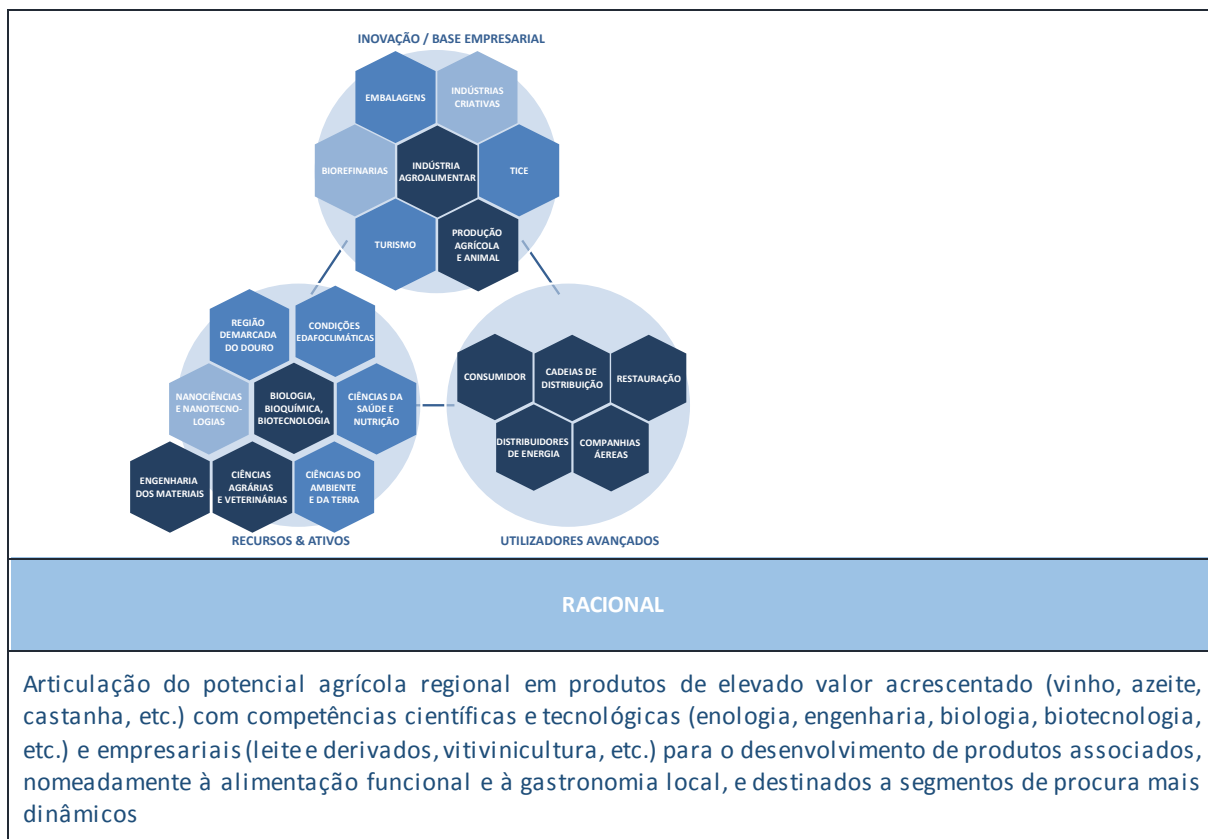 INOVAÇÃO / BASE EMPRESARIAL
EMBALAGENS
INDÚSTRIAS
CRIATIVAS
BIOREFINARIAS
INDÚSTRIA
AGROALIMENTAR
TICE
TURISMO
PRODUÇÃO
AGRÍCOLA
E ANIMAL
REGIÃO
DEMARCADA
DO DOURO
CONDIÇÕES
EDAFOCLIMÁTICAS
NANOCIÊNCIAS
E NANOTECNO-
LOGIAS
BIOLOGIA,
BIOQUÍMICA,
BIOTECNOLOGIA
CIÊNCIAS DA
SAÚDE E
NUTRIÇÃO
ENGENHARIA
DOS MATERIAIS
CIÊNCIAS
AGRÁRIAS
E VETERINÁRIAS
CIÊNCIAS DO
AMBIENTE
E DA TERRA
RECURSOS & ATIVOS
CONSUMIDOR
CADEIAS DE
DISTRIBUIÇÃO
RESTAURAÇÃO
DISTRIBUIDORES
DE ENERGIA
COMPANHIAS
ÁEREAS
UTILIZADORES AVANÇADOS
RACIONAL
Articulação do potencial agrícola regional em produtos de elevado valor acrescentado (vinho, azeite,
castanha, etc.) com competências científicas e tecnológicas (enologia, engenharia, biologia, biotecnologia,
etc.) e empresariais (leite e derivados, vitivinicultura, etc.) para o desenvolvimento de produtos associados,
nomeadamente à alimentação funcional e à gastronomia local, e destinados a segmentos de procura mais
dinâmicos